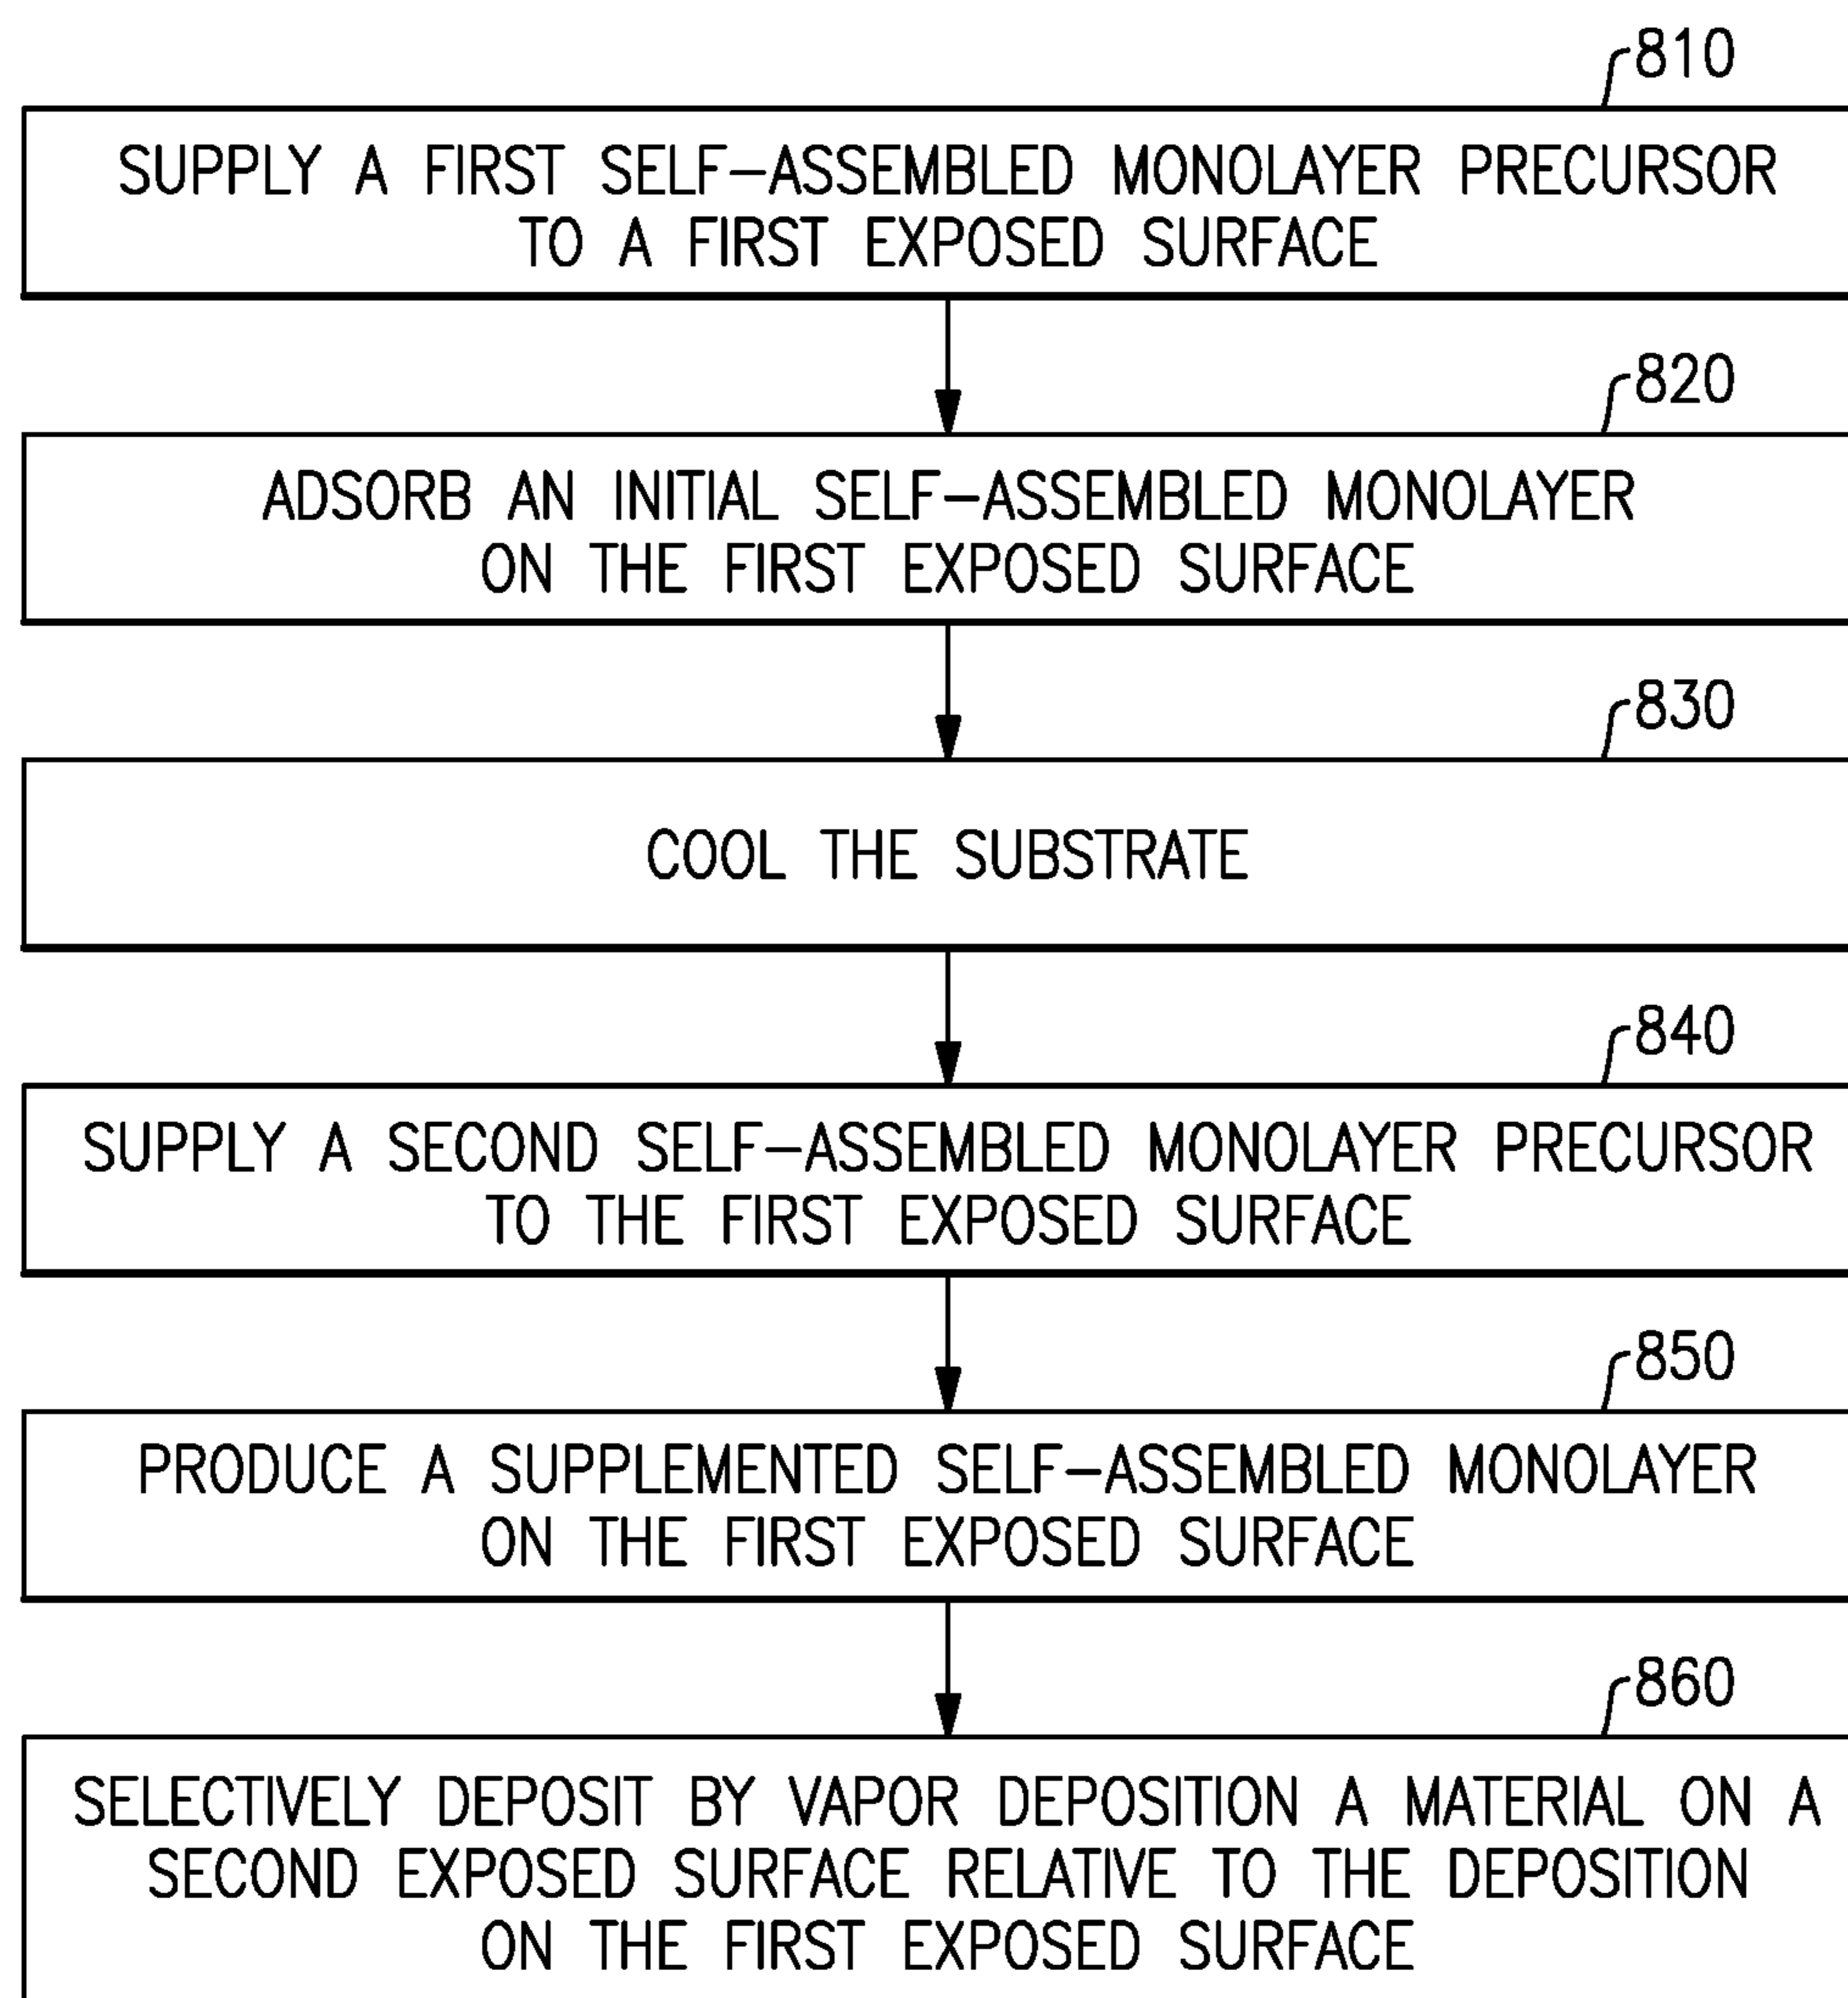 810
SUPPLY A FIRST SELF-ASSEMBLED MONOLAYER PRECURSOR
TO A FIRST EXPOSED SURFACE
820
ADSORB AN INITIAL SELF-ASSEMBLED MONOLAYER
ON THE FIRST EXPOSED SURFACE
830
COOL THE SUBSTRATE
840
SUPPLY A SECOND SELF-ASSEMBLED MONOLAYER PRECURSOR
TO THE FIRST EXPOSED SURFACE
850
PRODUCE A SUPPLEMENTED SELF-ASSEMBLED MONOLAYER
ON THE FIRST EXPOSED SURFACE
860
SELECTIVELY DEPOSIT BY VAPOR DEPOSITION A MATERIAL ON A
SECOND EXPOSED SURFACE RELATIVE TO THE DEPOSITION
ON THE FIRST EXPOSED SURFACE